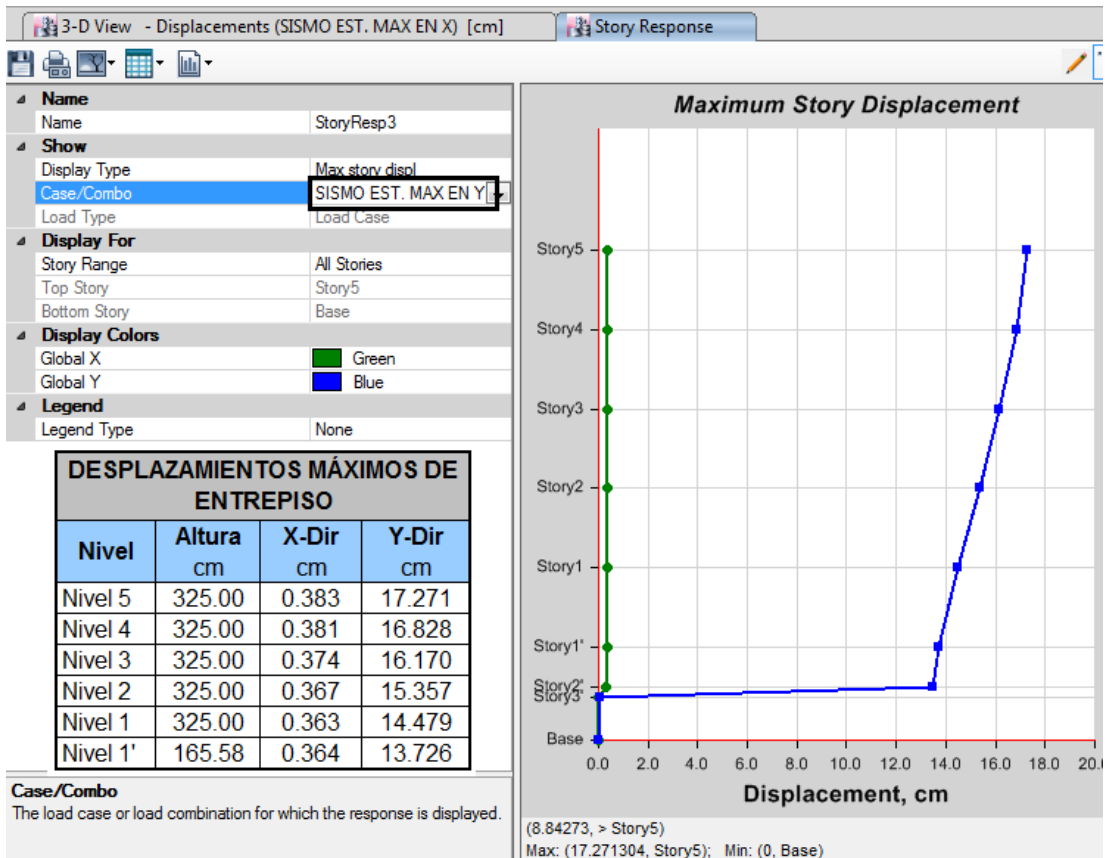 3-D View - Displacements (SISMO EST. MAX EN X) [cm]
Story Response
Name
Name StoryResp3
Show
Display Type Max story displ
Case/Combo SISMO EST. MAX EN Y
Load Type Load Case
Display For
Story Range All Stories
Top Story Story5
Bottom Story Base
Display Colors
Global X Green
Global Y Blue
Legend
Legend Type None
DESPLAZAMIENTOS MÁXIMOS DE
ENTREPISO
Nivel Altura X-Dir Y-Dir
cm cm cm
Nivel 5 325.00 0.383 17.271
Nivel 4 325.00 0.381 16.828
Nivel 3 325.00 0.374 16.170
Nivel 2 325.00 0.367 15.357
Nivel 1 325.00 0.363 14.479
Nivel 1' 165.58 0.364 13.726
Case/Combo
The load case or load combination for which the response is displayed.
Maximum Story Displacement
Story5
Story4
Story3
Story2
Story1
Story1'
Story2'
Story3'
Base
0.0 2.0 4.0 6.0 8.0 10.0 12.0 14.0 16.0 18.0 20.
Displacement, cm
(8.84273, > Story5)
Max: (17.271304, Story5); Min: (0, Base)